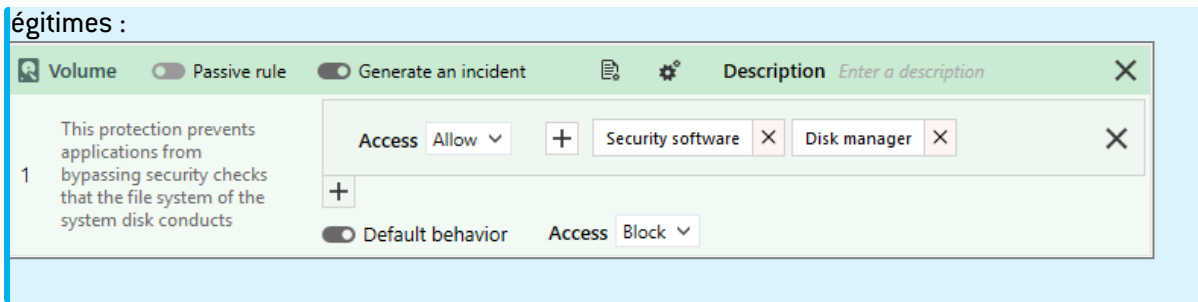 égitimes :
Volume Passive rule Generate an incident Description Enter a description
This protection prevents
applications from
bypassing security checks
that the file system of the
system disk conducts
1
Access Allow Security software Disk manager
Default behavior Access Block